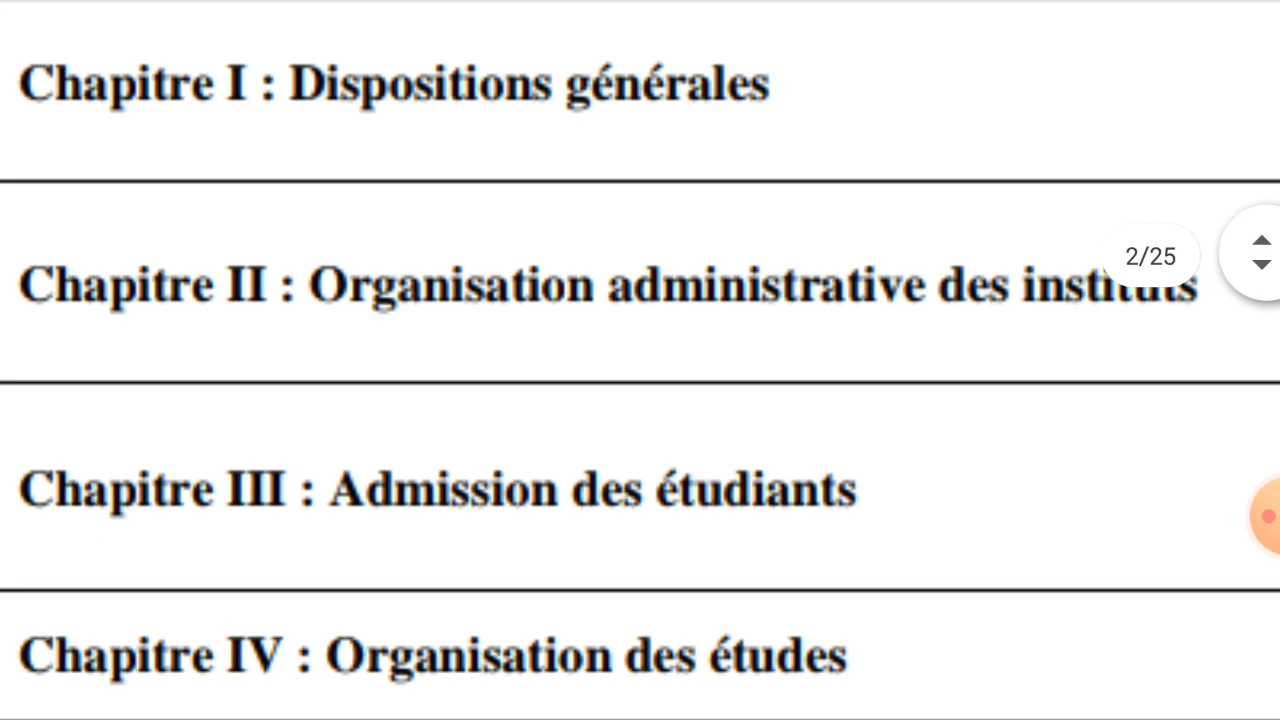 Chapitre I : Dispositions générales
2/25
Chapitre II : Organisation administrative des instituts
Chapitre III : Admission des étudiants
Chapitre IV : Organisation des études